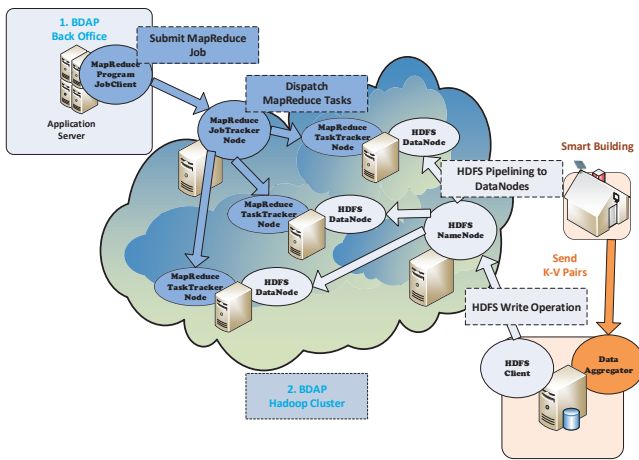 1. BDAP
Back Office
Submit MapReduce
Job
MapReduce
Program
JobClient
Application
Server
Dispatch
MapReduce Tasks
MapReduce
JobTracker
Node
MapReduce
TaskTracker
Node
HDFS
DataNode
Smart Building
HDFS Pipelining to
DataNodes
MapReduce
TaskTracker
Node
HDFS
DataNode
HDFS
NameNode
Send
K-V Pairs
MapReduce
TaskTracker
Node
HDFS
DataNode
HDFS Write Operation
HDFS
Client
Data
Aggregator
2. BDAP
Hadoop Cluster